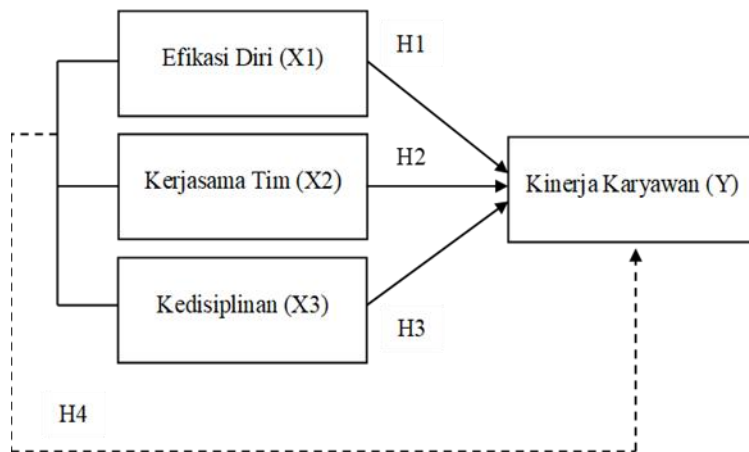 Efikasi Diri (X1)
H1
Kerjasama Tim (X2)
H2
Kinerja Karyawan (Y)
Kedisiplinan (X3)
H3
H4